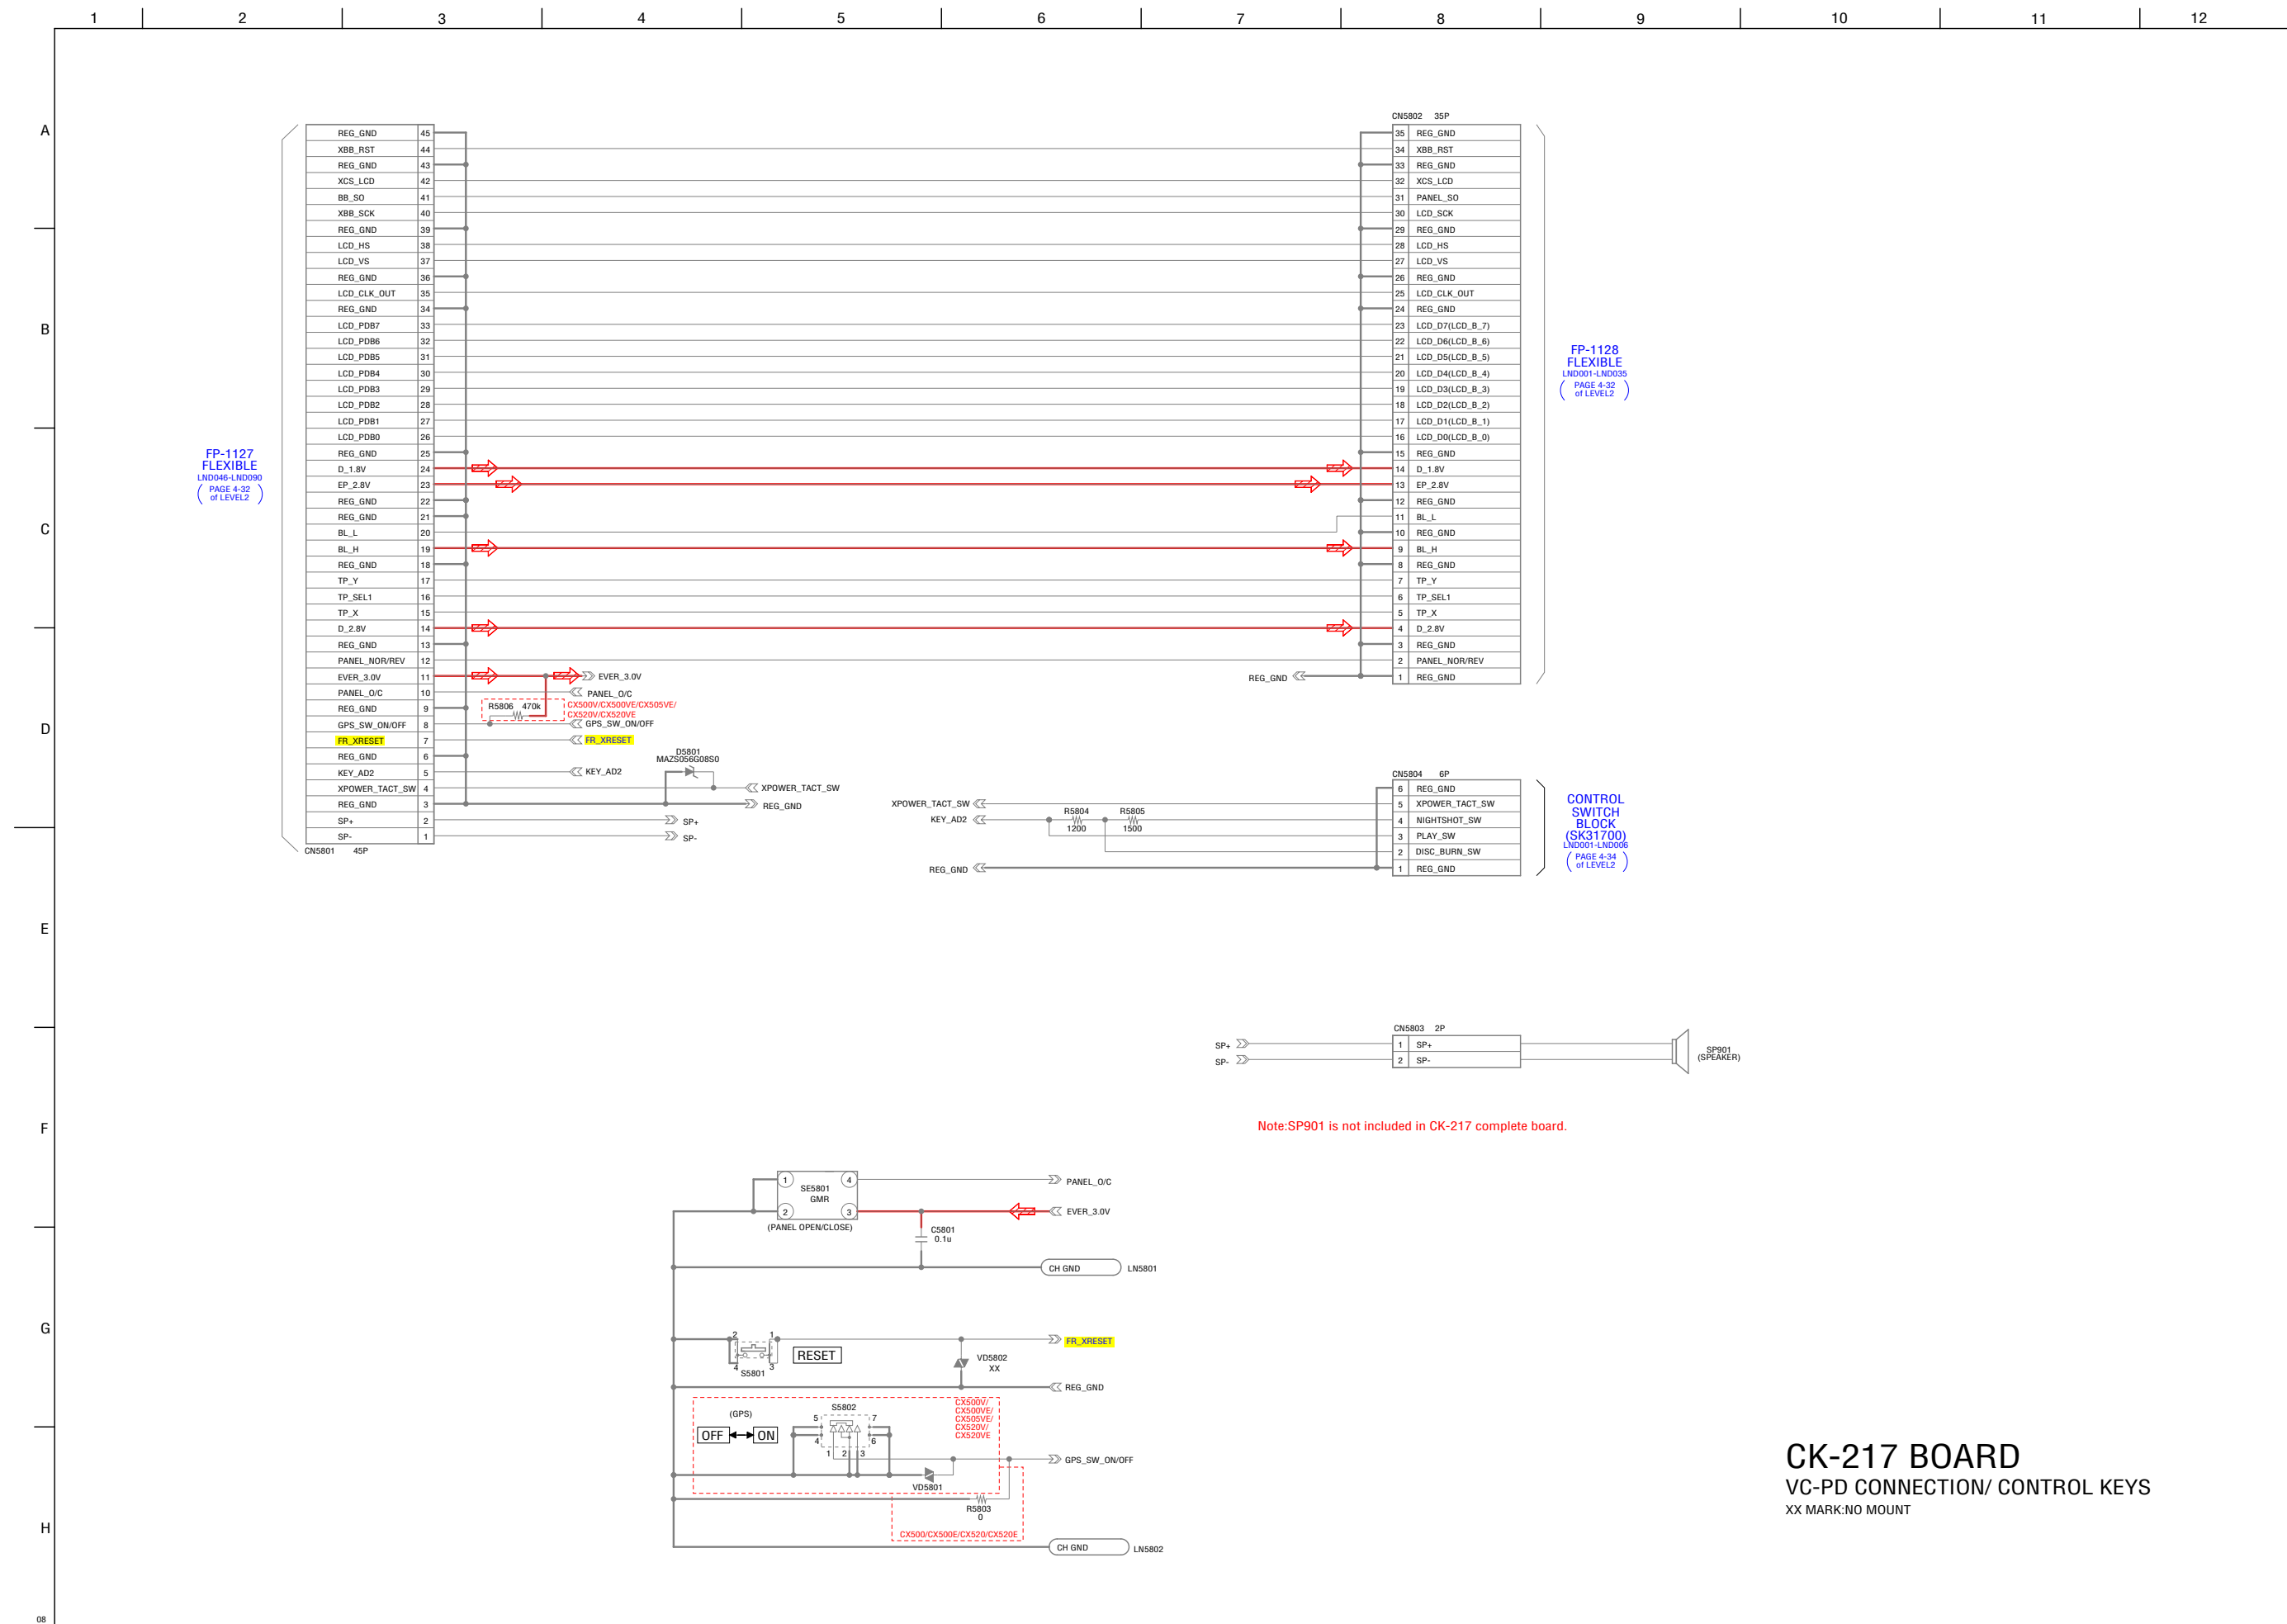 1 2 3 4 5 6 7 8 9 10 11 12
A
B
C
D
E
F
G
H
08
FP-1127
FLEXIBLE
LND046-LND090
PAGE 4-32
of LEVEL2
REG_GND 45
XBB_RST 44
REG_GND 43
XCS_LCD 42
BB_SO 41
XBB_SCK 40
REG_GND 39
LCD_HS 38
LCD_VS 37
REG_GND 36
LCD_CLK_OUT 35
REG_GND 34
LCD_PDB7 33
LCD_PDB6 32
LCD_PDB5 31
LCD_PDB4 30
LCD_PDB3 29
LCD_PDB2 28
LCD_PDB1 27
LCD_PDB0 26
REG_GND 25
D_1.8V 24
EP_2.8V 23
REG_GND 22
REG_GND 21
BL_L 20
BL_H 19
REG_GND 18
TP_Y 17
TP_SEL1 16
TP_X 15
D_2.8V 14
REG_GND 13
PANEL_NOR/REV 12
EVER_3.0V 11
PANEL_O/C 10
REG_GND 9
GPS_SW_ON/OFF 8
FR_XRESET 7
REG_GND 6
KEY_AD2 5
XPOWER_TACT_SW 4
REG_GND 3
SP+ 2
SP- 1
CN5801 45P
EVER_3.0V
PANEL_O/C
R5806 470k
CX500V/CX500VE/CX505VE/
CX520V/CX520VE
GPS_SW_ON/OFF
FR_XRESET
D5801
MAZS056G08S0
KEY_AD2
XPOWER_TACT_SW
REG_GND
SP+
SP-
CN5802 35P
35 REG_GND
34 XBB_RST
33 REG_GND
32 XCS_LCD
31 PANEL_SO
30 LCD_SCK
29 REG_GND
28 LCD_HS
27 LCD_VS
26 REG_GND
25 LCD_CLK_OUT
24 REG_GND
23 LCD_D7(LCD_B_7)
22 LCD_D6(LCD_B_6)
21 LCD_D5(LCD_B_5)
20 LCD_D4(LCD_B_4)
19 LCD_D3(LCD_B_3)
18 LCD_D2(LCD_B_2)
17 LCD_D1(LCD_B_1)
16 LCD_D0(LCD_B_0)
15 REG_GND
14 D_1.8V
13 EP_2.8V
12 REG_GND
11 BL_L
10 REG_GND
9 BL_H
8 REG_GND
7 TP_Y
6 TP_SEL1
5 TP_X
4 D_2.8V
3 REG_GND
2 PANEL_NOR/REV
REG_GND 1 REG_GND
FP-1128
FLEXIBLE
LND001-LND035
PAGE 4-32
of LEVEL2
CN5804 6P
6 REG_GND
XPOWER_TACT_SW 5 XPOWER_TACT_SW
KEY_AD2 R5804 1200 R5805 1500 4 NIGHTSHOT_SW
3 PLAY_SW
2 DISC_BURN_SW
REG_GND 1 REG_GND
CONTROL
SWITCH
BLOCK
(SK31700)
LND001-LND006
PAGE 4-34
of LEVEL2
CN5803 2P
SP+ 1 SP+
SP- 2 SP-
SP901
(SPEAKER)
Note:SP901 is not included in CK-217 complete board.
1 4
SE5801
GMR
2 3
(PANEL OPEN/CLOSE)
PANEL_O/C
EVER_3.0V
C5801
0.1u
CH GND LN5801
2 1
4 3
S5801
RESET
FR_XRESET
VD5802
XX
REG_GND
CX500V/
CX500VE/
CX505VE/
CX520V/
CX520VE
(GPS)
OFF ON
S5802
5 7
4 6
1 2 3
GPS_SW_ON/OFF
VD5801
R5803
0
CX500/CX500E/CX520/CX520E
CH GND LN5802
CK-217 BOARD
VC-PD CONNECTION/ CONTROL KEYS
XX MARK:NO MOUNT